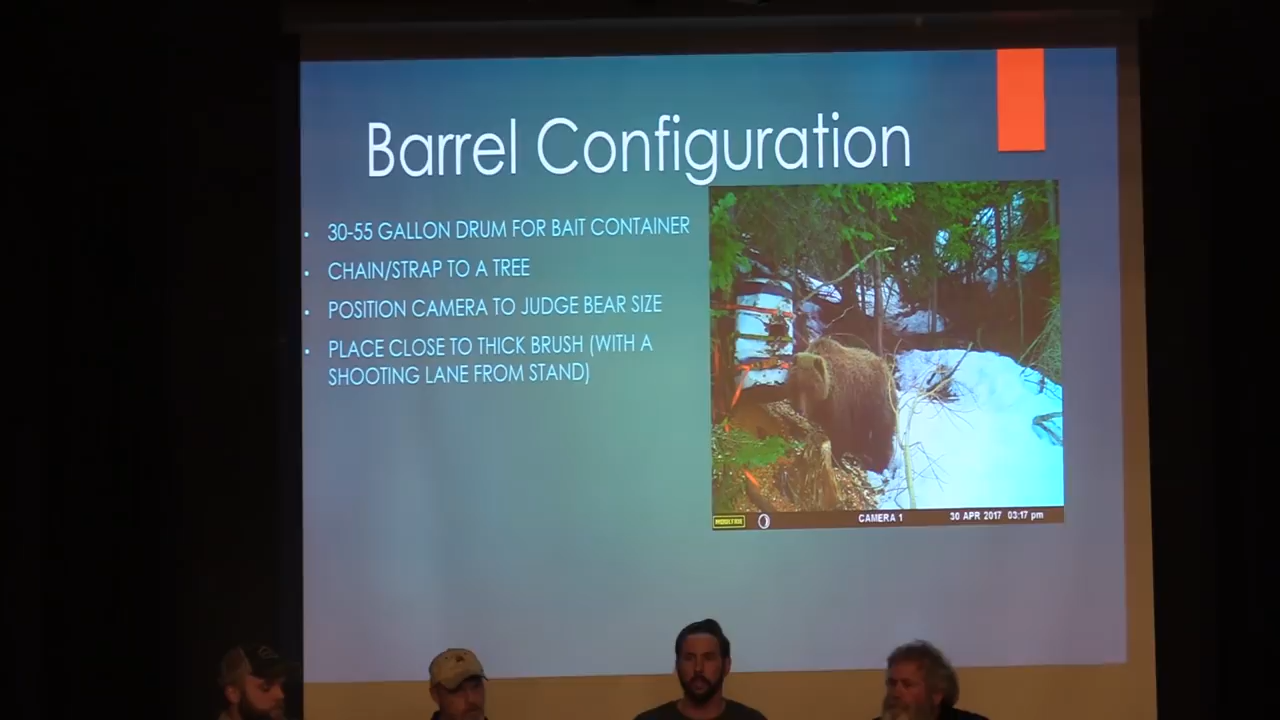 Barrel Configuration
• 30-55 GALLON DRUM FOR BAIT CONTAINER
• CHAIN/STRAP TO A TREE
• POSITION CAMERA TO JUDGE BEAR SIZE
• PLACE CLOSE TO THICK BRUSH (WITH A
SHOOTING LANE FROM STAND)
MOULTRIE CAMERA 1 30 APR 2017 03:17 pm